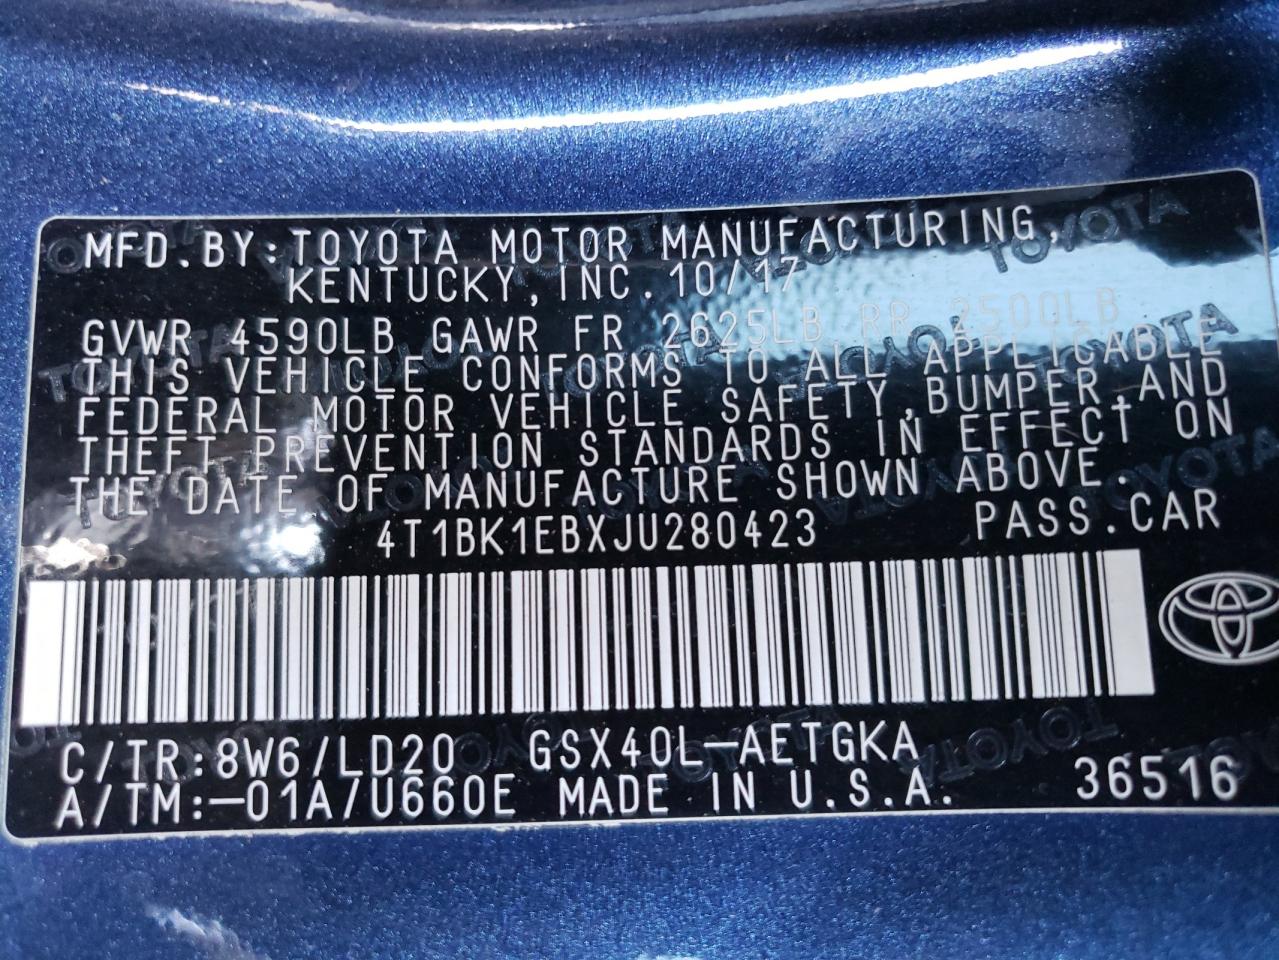 MFD.BY:TOYOTA MOTOR MANUFACTURING,
KENTUCKY,INC. 10/17
GVWR 4590LB GAWR FR 2625LB RR 2500LB
THIS VEHICLE CONFORMS TO ALL APPLICABLE
FEDERAL MOTOR VEHICLE SAFETY,BUMPER,AND
THEFT PREVENTION STANDARDS IN EFFECT ON
THE DATE OF MANUFACTURE SHOWN ABOVE.
4T1BK1EBXJU280423 PASS.CAR
C/TR:8W6/LD20 GSX40L-AETGKA
A/TM:-01A/U660E MADE IN U.S.A. 36516